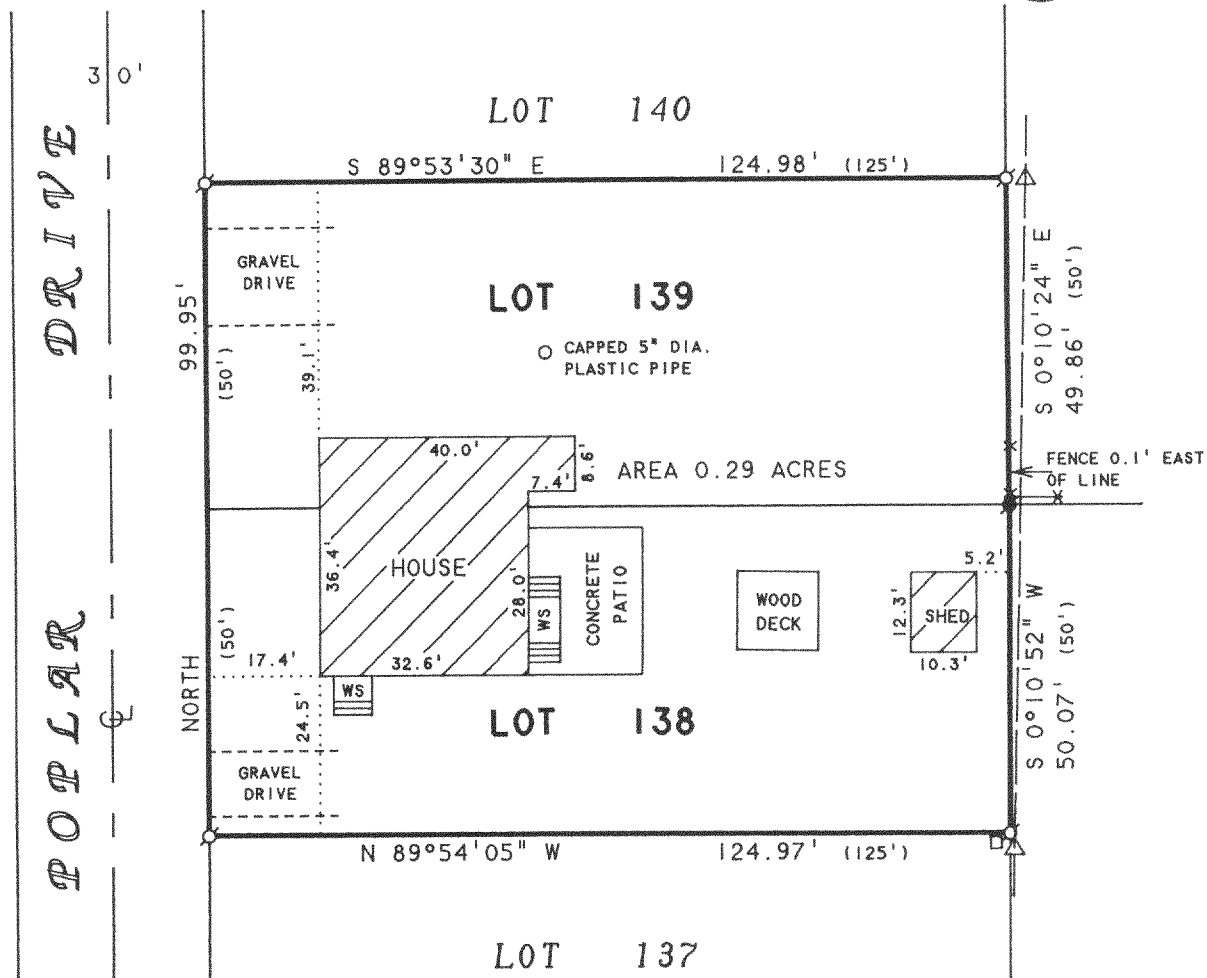 30'
LOT 140
S 89°53'30" E 124.98' (125')
POPLAR DRIVE
GRAVEL
DRIVE
LOT 139
CAPPED 5" DIA.
PLASTIC PIPE
99.95'
(50')
39.1'
S 0°10'24" E
49.86' (50')
40.0'
8.6'
7.4'
AREA 0.29 ACRES
FENCE 0.1' EAST
OF LINE
36.4'
HOUSE
28.0'
WS
CONCRETE
PATIO
WOOD
DECK
5.2'
12.3'
SHED
10.3'
(50')
17.4'
32.6'
WS
NORTH
24.5'
LOT 138
S 0°10'52" W
50.07' (50')
CL
GRAVEL
DRIVE
N 89°54'05" W 124.97' (125')
LOT 137